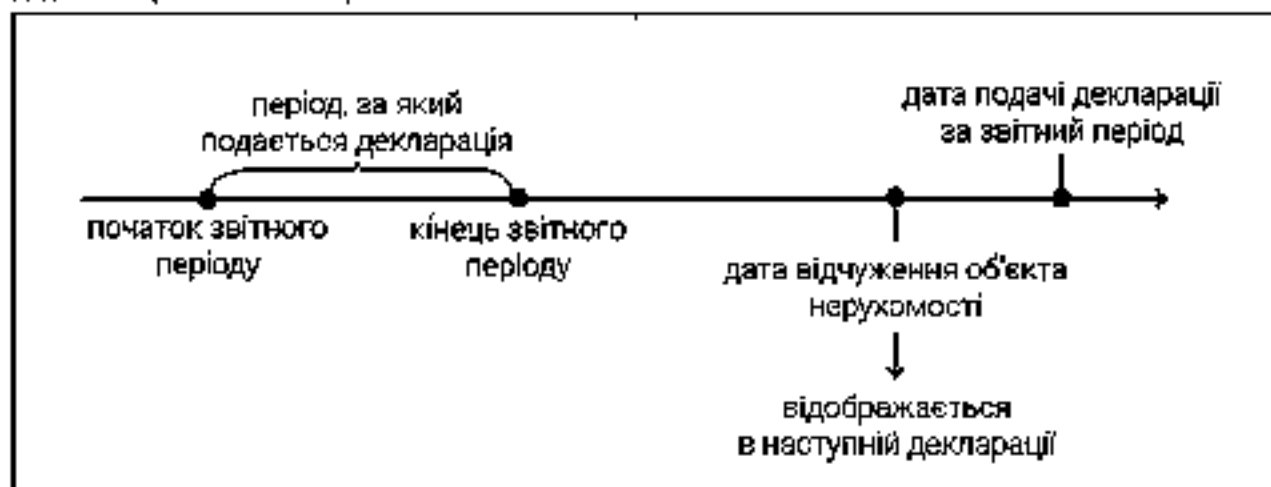 період, за який
подається декларація
дата подачі декларації
за звітний період
початок звітного
періоду
кінець звітного
періоду
дата відчуження об'єкта
нерухомості
відображається
в наступній декларації